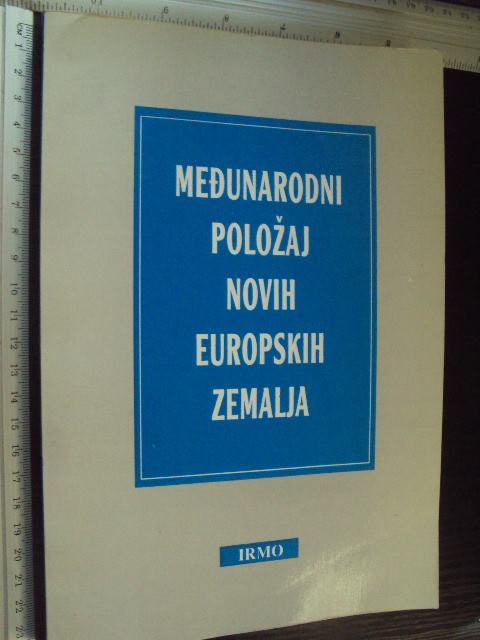 MEĐUNARODNI
POLOŽAJ
NOVIH
EUROPSKIH
ZEMALJA
IRMO